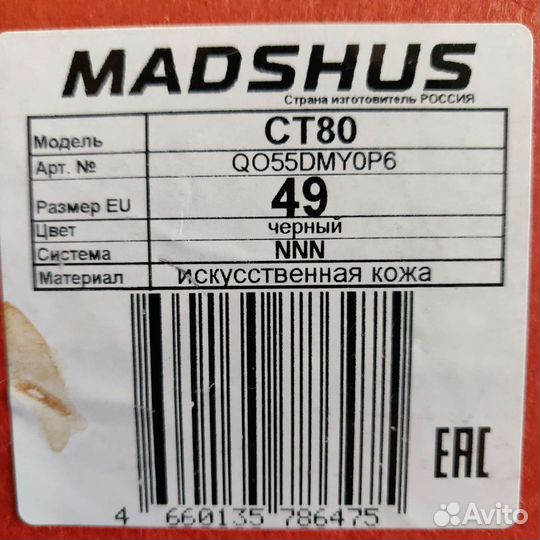 MADSHUS
Страна изготовитель РОССИЯ
Модель CT80
Арт. № QO55DMY0P6
Размер EU 49
Цвет черный
Система NNN
Материал искусственная кожа
EAC
4 660135 786475
Avito